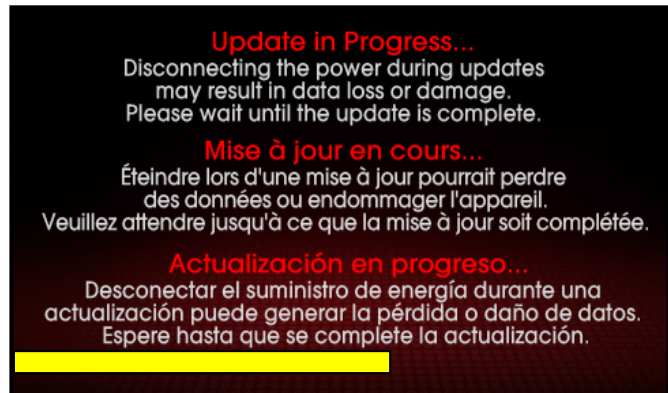 Update in Progress...
Disconnecting the power during updates
may result in data loss or damage.
Please wait until the update is complete.
Mise à jour en cours...
Éteindre lors d'une mise à jour pourrait perdre
des données ou endommager l'appareil.
Veuillez attendre jusqu'à ce que la mise à jour soit complétée.
Actualización en progreso...
Desconectar el suministro de energía durante una
actualización puede generar la pérdida o daño de datos.
Espere hasta que se complete la actualización.